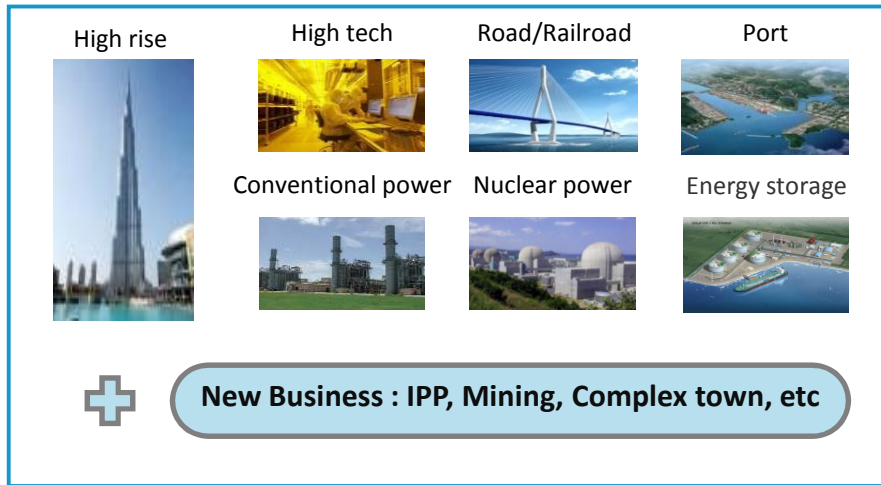 High rise
High tech
Road/Railroad
Port
Conventional power
Nuclear power
Energy storage
New Business : IPP, Mining, Complex town, etc